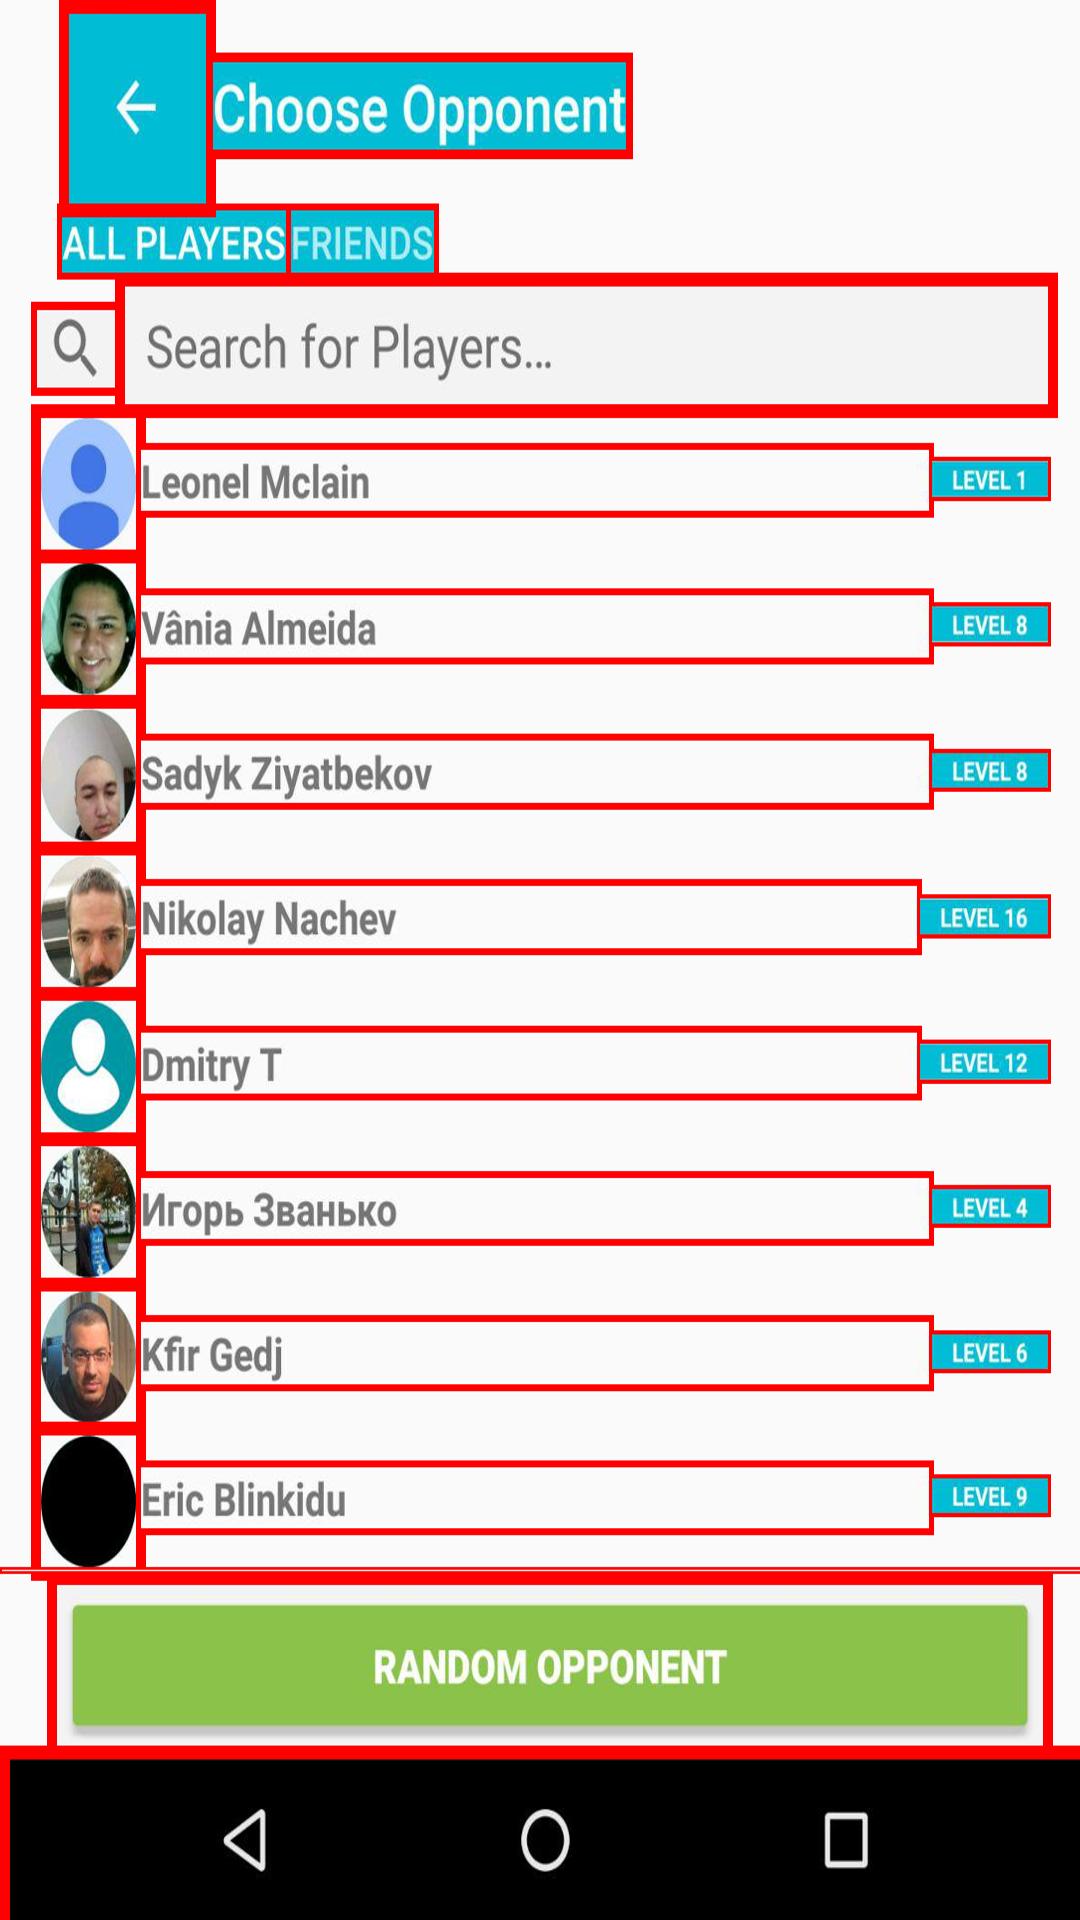 Choose Opponent
ALL PLAYERS FRIENDS
Search for Players...
Leonel Mclain LEVEL 1
Vânia Almeida LEVEL 8
Sadyk Ziyatbekov LEVEL 8
Nikolay Nachev LEVEL 16
Dmitry T LEVEL 12
Игорь Званько LEVEL 4
Kfir Gedj LEVEL 6
Eric Blinkidu LEVEL 9
RANDOM OPPONENT